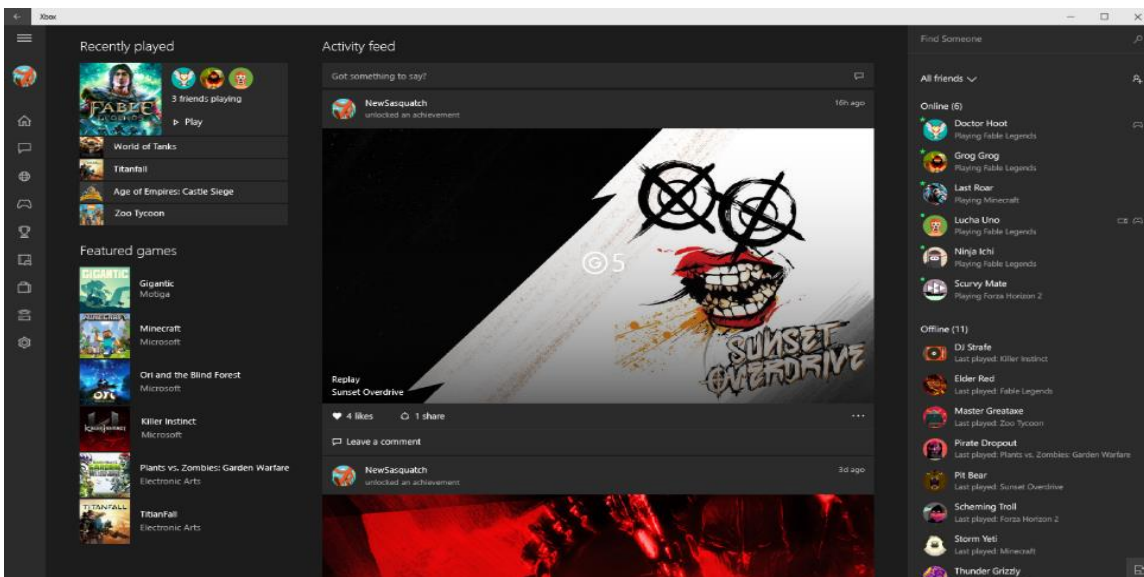 Xbox
Recently played
FABLE
LEGENDS
3 friends playing
Play
World of Tanks
Titanfall
Age of Empires: Castle Siege
Zoo Tycoon
Featured games
GIGANTIC
Gigantic
Motiga
MINECRAFT
Minecraft
Microsoft
ORI
Ori and the Blind Forest
Microsoft
KILLER INSTINCT
Killer Instinct
Microsoft
Plants vs. Zombies: Garden Warfare
Electronic Arts
TITANFALL
TitianFall
Electronic Arts
Activity feed
Got something to say?
NewSasquatch
16h ago
unlocked an achievement
G 5
SUNSET
OVERDRIVE
Replay
Sunset Overdrive
4 likes
1 share
Leave a comment
NewSasquatch
3d ago
unlocked an achievement
Find Someone
All friends
Online (6)
Doctor Hoot
Playing Fable Legends
Grog Grog
Playing Fable Legends
Last Roar
Playing Minecraft
Lucha Uno
Playing Fable Legends
Ninja Ichi
Playing Fable Legends
Scurvy Mate
Playing Forza Horizon 2
Offline (11)
DJ Strafe
Last played: Killer Instinct
Elder Red
Last played: Fable Legends
Master Greataxe
Last played: Zoo Tycoon
Pirate Dropout
Last played: Plants vs. Zombies: Garden Warfare
Pit Bear
Last played: Sunset Overdrive
Scheming Troll
Last played: Forza Horizon 2
Storm Yeti
Last played: Minecraft
Thunder Grizzly